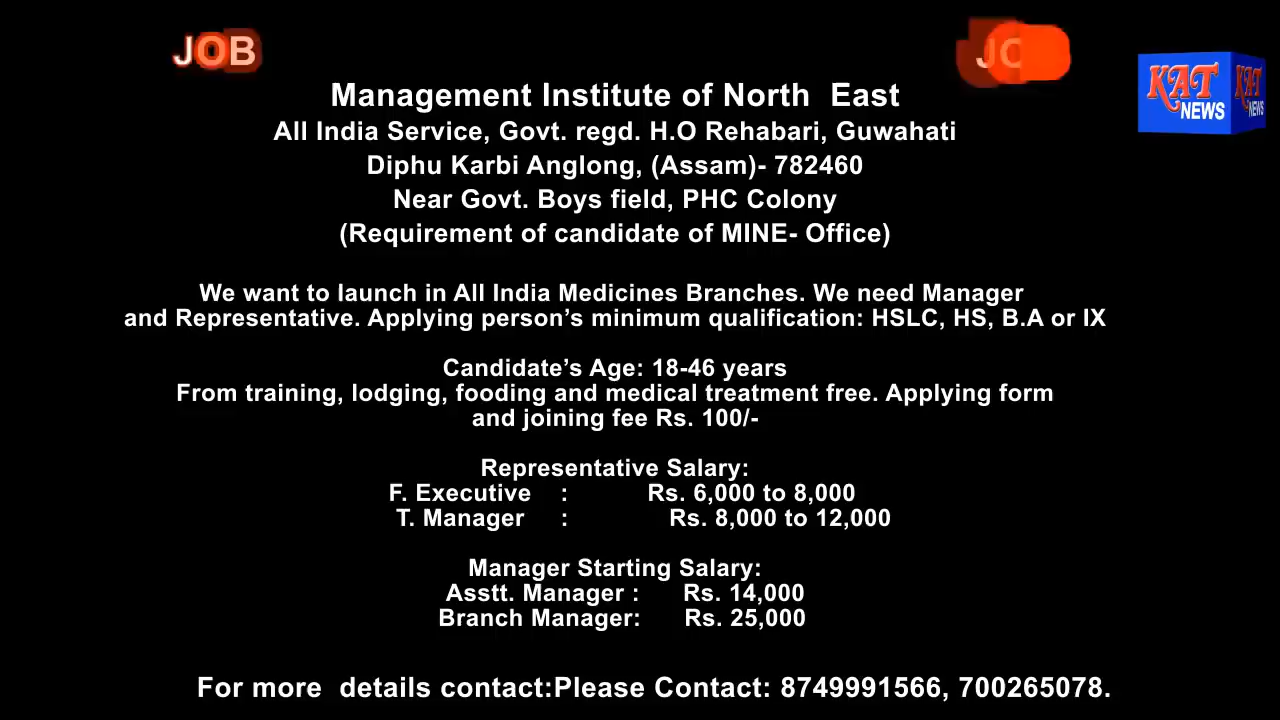 JOB
JO
KAT NEWS
KAT NEWS
Management Institute of North East
All India Service, Govt. regd. H.O Rehabari, Guwahati
Diphu Karbi Anglong, (Assam)- 782460
Near Govt. Boys field, PHC Colony
(Requirement of candidate of MINE- Office)
We want to launch in All India Medicines Branches. We need Manager
and Representative. Applying person's minimum qualification: HSLC, HS, B.A or IX
Candidate's Age: 18-46 years
From training, lodging, fooding and medical treatment free. Applying form
and joining fee Rs. 100/-
Representative Salary:
F. Executive : Rs. 6,000 to 8,000
T. Manager : Rs. 8,000 to 12,000
Manager Starting Salary:
Asstt. Manager : Rs. 14,000
Branch Manager: Rs. 25,000
For more details contact:Please Contact: 8749991566, 700265078.